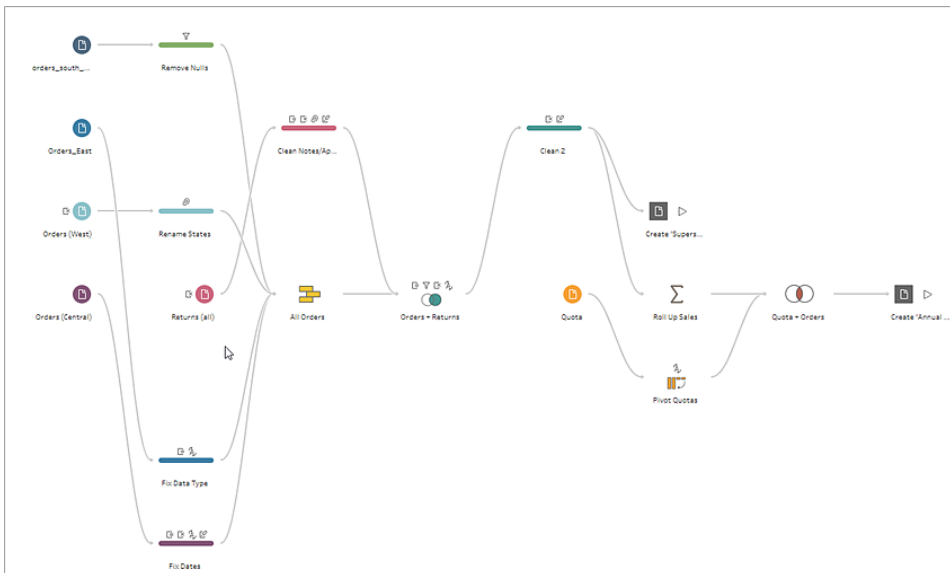 orders_south_...
Remove Nulls
Orders_East
Clean Notes/Ap...
Clean 2
Orders (West)
Rename States
Create 'Supers...
Orders (Central)
Returns (all)
All Orders
Orders + Returns
Quota
Roll Up Sales
Quota + Orders
Create 'Annual ...
Pivot Quotas
Fix Data Type
Fix Dates